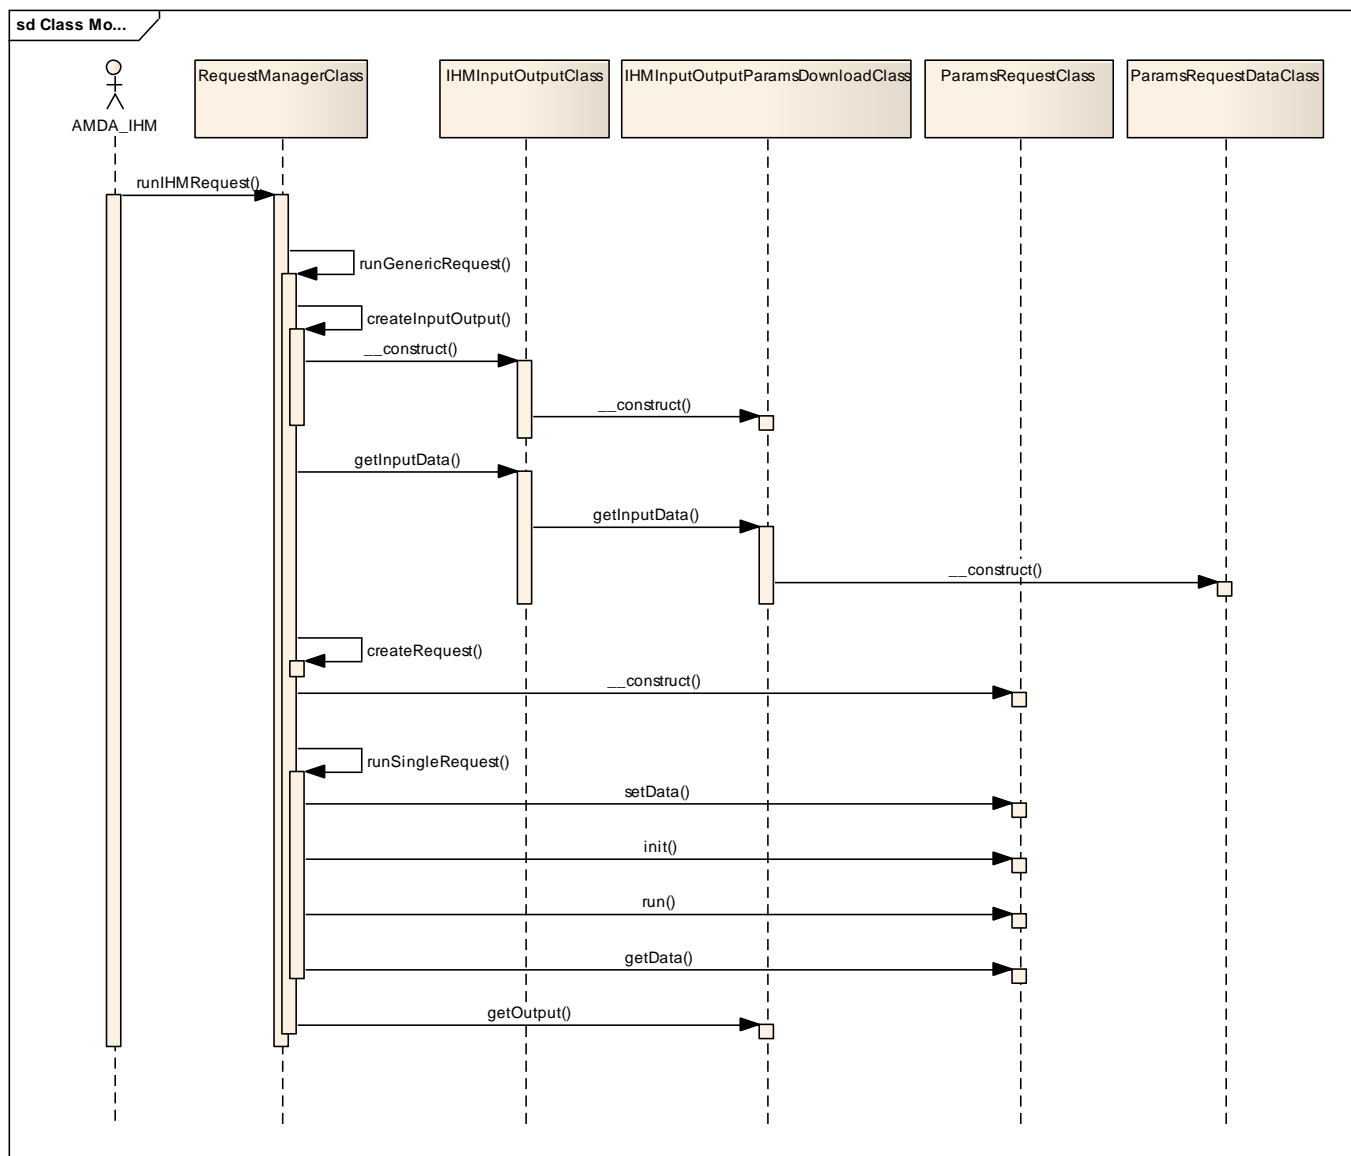 sd Class Mo...
AMDA_IHM
RequestManagerClass
IHMInputOutputClass
IHMInputOutputParamsDownloadClass
ParamsRequestClass
ParamsRequestDataClass
runIHMRequest()
runGenericRequest()
createInputOutput()
__construct()
__construct()
getInputData()
getInputData()
__construct()
createRequest()
__construct()
runSingleRequest()
setData()
init()
run()
getData()
getOutput()